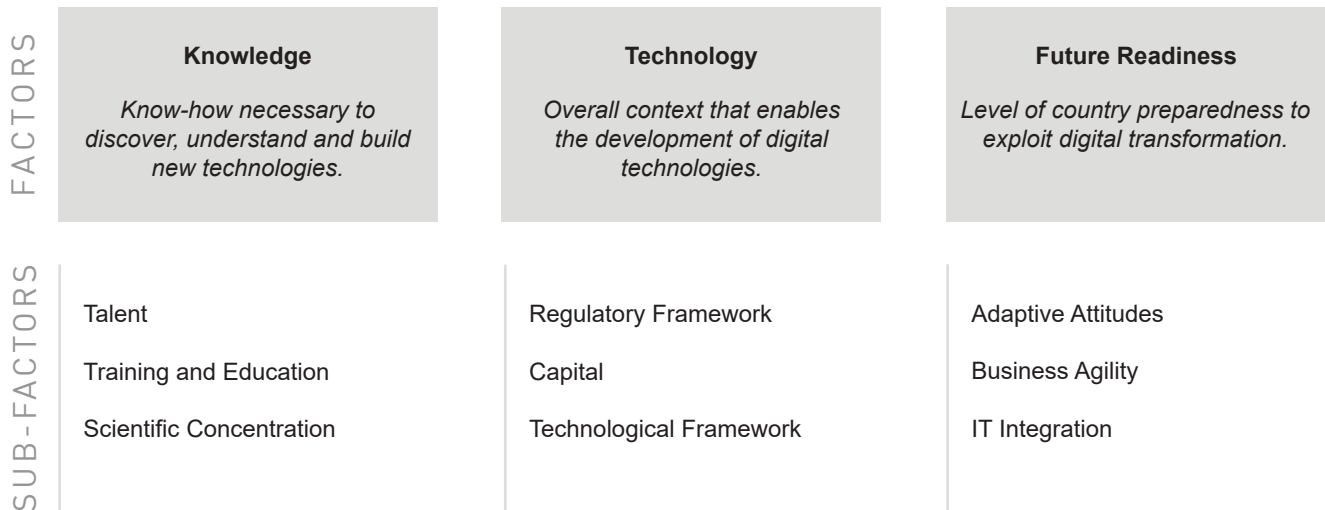 FACTORS
Knowledge
Know-how necessary to
discover, understand and build
new technologies.
Technology
Overall context that enables
the development of digital
technologies.
Future Readiness
Level of country preparedness to
exploit digital transformation.
SUB-FACTORS
Talent
Training and Education
Scientific Concentration
Regulatory Framework
Capital
Technological Framework
Adaptive Attitudes
Business Agility
IT Integration